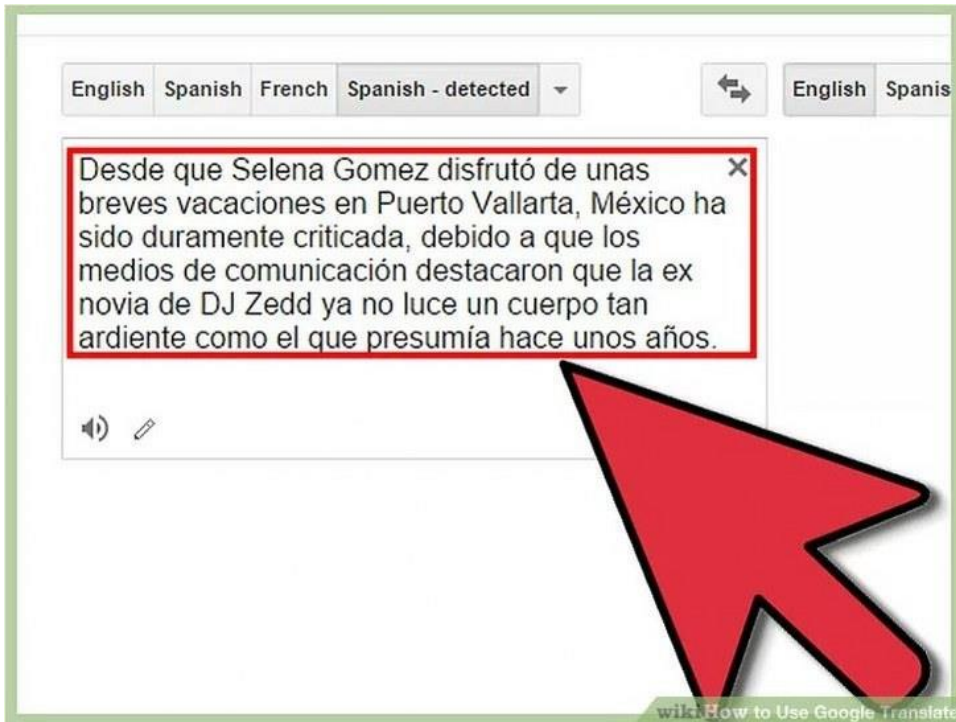 English Spanish French Spanish - detected English Spanis
Desde que Selena Gomez disfrutó de unas
breves vacaciones en Puerto Vallarta, México ha
sido duramente criticada, debido a que los
medios de comunicación destacaron que la ex
novia de DJ Zedd ya no luce un cuerpo tan
ardiente como el que presumía hace unos años.
wikiHow to Use Google Translate